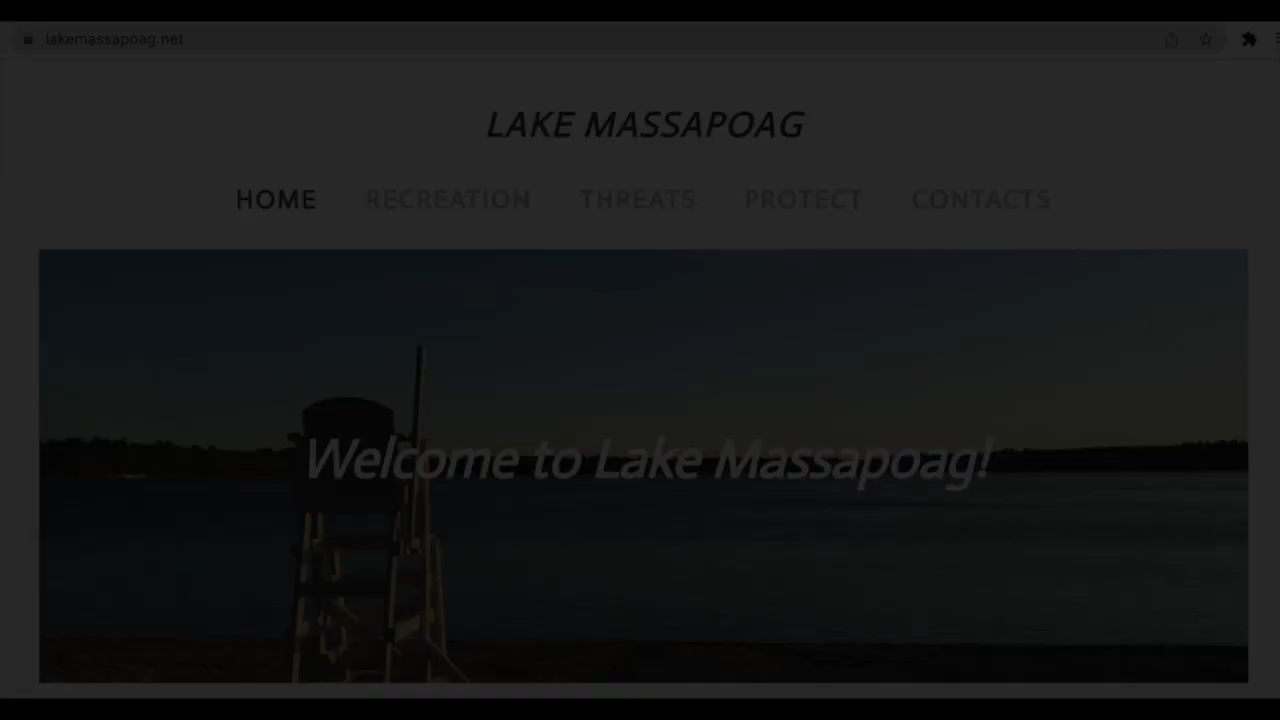 lakemassapoag.net
LAKE MASSAPOAG
HOME RECREATION THREATS PROTECT CONTACTS
Welcome to Lake Massapoag!